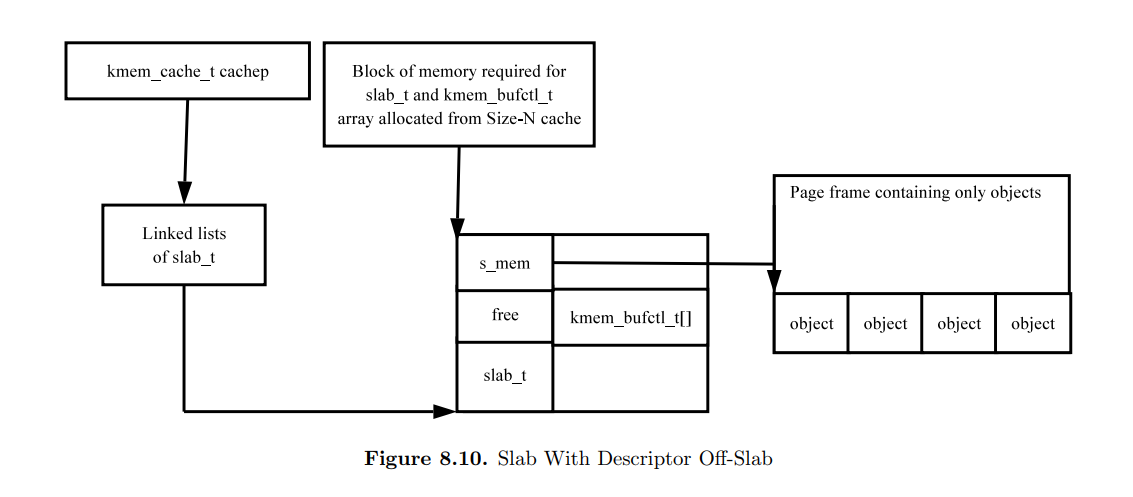 kmem_cache_t cachep
Block of memory required for
slab_t and kmem_bufctl_t
array allocated from Size-N cache
Page frame containing only objects
Linked lists
of slab_t
s_mem
free
kmem_bufctl_t[]
slab_t
object
object
object
object
Figure 8.10. Slab With Descriptor Off-Slab